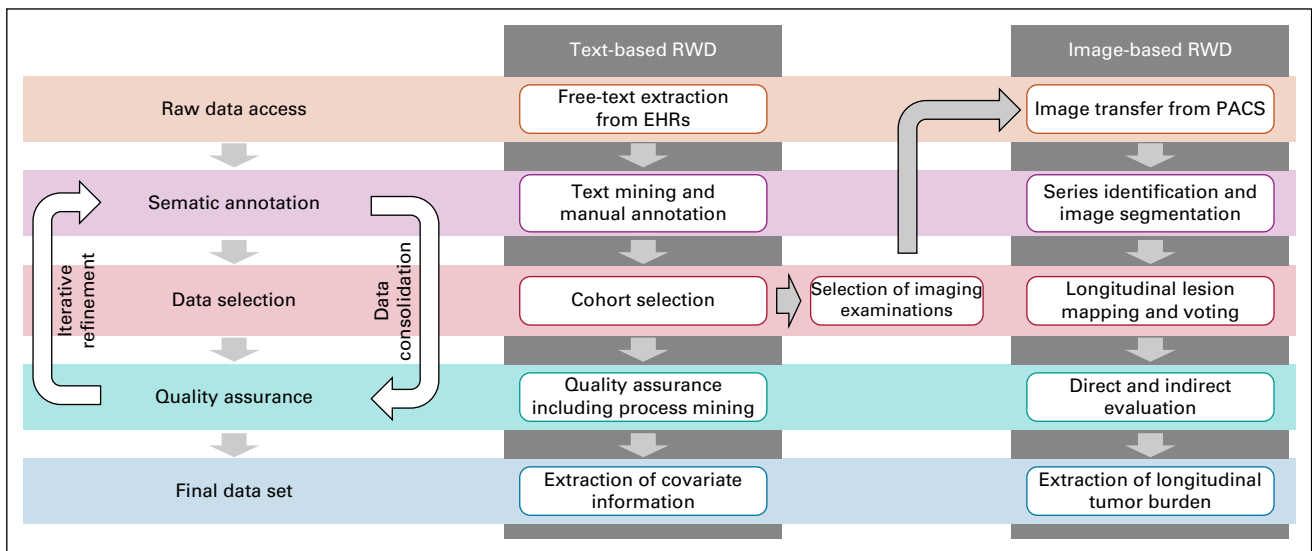 Text-based RWD
Image-based RWD
Raw data access
Free-text extraction
from EHRs
Image transfer from PACS
Sematic annotation
Text mining and
manual annotation
Series identification and
image segmentation
Iterative
refinement
Data
consolidation
Data selection
Cohort selection
Selection of imaging
examinations
Longitudinal lesion
mapping and voting
Quality assurance
Quality assurance
including process mining
Direct and indirect
evaluation
Final data set
Extraction of covariate
information
Extraction of longitudinal
tumor burden